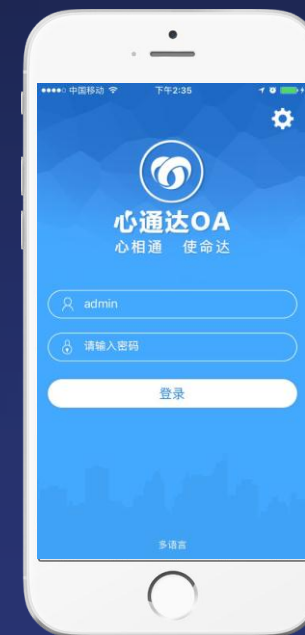 中国移动 下午2:35
心通达OA
心相通 使命达
admin
请输入密码
登录
多语言